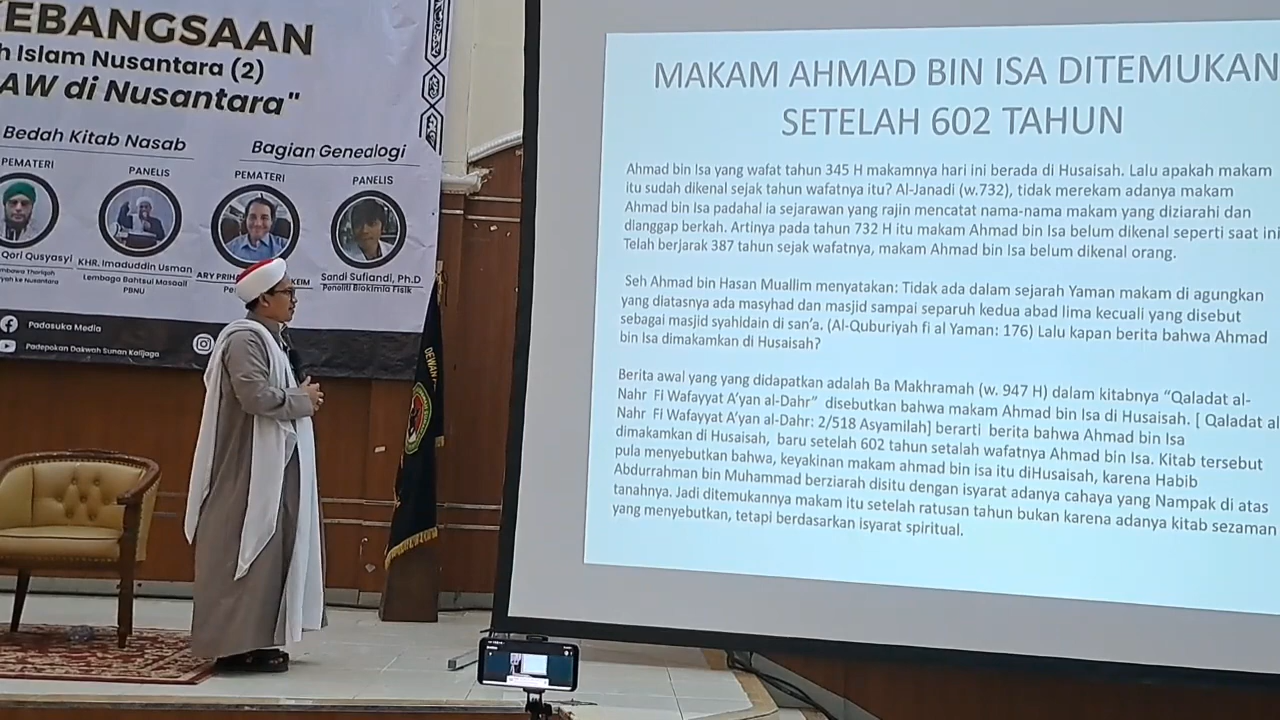 KEBANGSAAN
h Islam Nusantara (2)
AW di Nusantara"
Bedah Kitab Nasab
Bagian Genealogi
PEMATERI
PANELIS
PEMATERI
PANELIS
Qori Qusyasyi
KHR. Imaduddin Usman
Lembaga Bahtsul Masaail
PBNU
ARY PRIH
KEIM
Sandi Sufiandi, Ph.D
Peneliti Biokimia Fisik
Padasuka Media
Padepokan Dakwah Sunan Kalijaga
DEWAN
MAKAM AHMAD BIN ISA DITEMUKAN
SETELAH 602 TAHUN
Ahmad bin Isa yang wafat tahun 345 H makamnya hari ini berada di Husaisah. Lalu apakah makam
itu sudah dikenal sejak tahun wafatnya itu? Al-Janadi (w.732), tidak merekam adanya makam
Ahmad bin Isa padahal ia sejarawan yang rajin mencatat nama-nama makam yang diziarahi dan
dianggap berkah. Artinya pada tahun 732 H itu makam Ahmad bin Isa belum dikenal seperti saat ini
Telah berjarak 387 tahun sejak wafatnya, makam Ahmad bin Isa belum dikenal orang.
Seh Ahmad bin Hasan Muallim menyatakan: Tidak ada dalam sejarah Yaman makam di agungkan
yang diatasnya ada masyhad dan masjid sampai separuh kedua abad lima kecuali yang disebut
sebagai masjid syahidain di san'a. (Al-Quburiyah fi al Yaman: 176) Lalu kapan berita bahwa Ahmad
bin Isa dimakamkan di Husaisah?
Berita awal yang yang didapatkan adalah Ba Makhramah (w. 947 H) dalam kitabnya "Qaladat al-
Nahr Fi Wafayyat A'yan al-Dahr" disebutkan bahwa makam Ahmad bin Isa di Husaisah. [ Qaladat al
Nahr Fi Wafayyat A'yan al-Dahr: 2/518 Asyamilah] berarti berita bahwa Ahmad bin Isa
dimakamkan di Husaisah, baru setelah 602 tahun setalah wafatnya Ahmad bin Isa. Kitab tersebut
pula menyebutkan bahwa, keyakinan makam ahmad bin isa itu diHusaisah, karena Habib
Abdurrahman bin Muhammad berziarah disitu dengan isyarat adanya cahaya yang Nampak di atas
tanahnya. Jadi ditemukannya makam itu setelah ratusan tahun bukan karena adanya kitab sezaman
yang menyebutkan, tetapi berdasarkan isyarat spiritual.